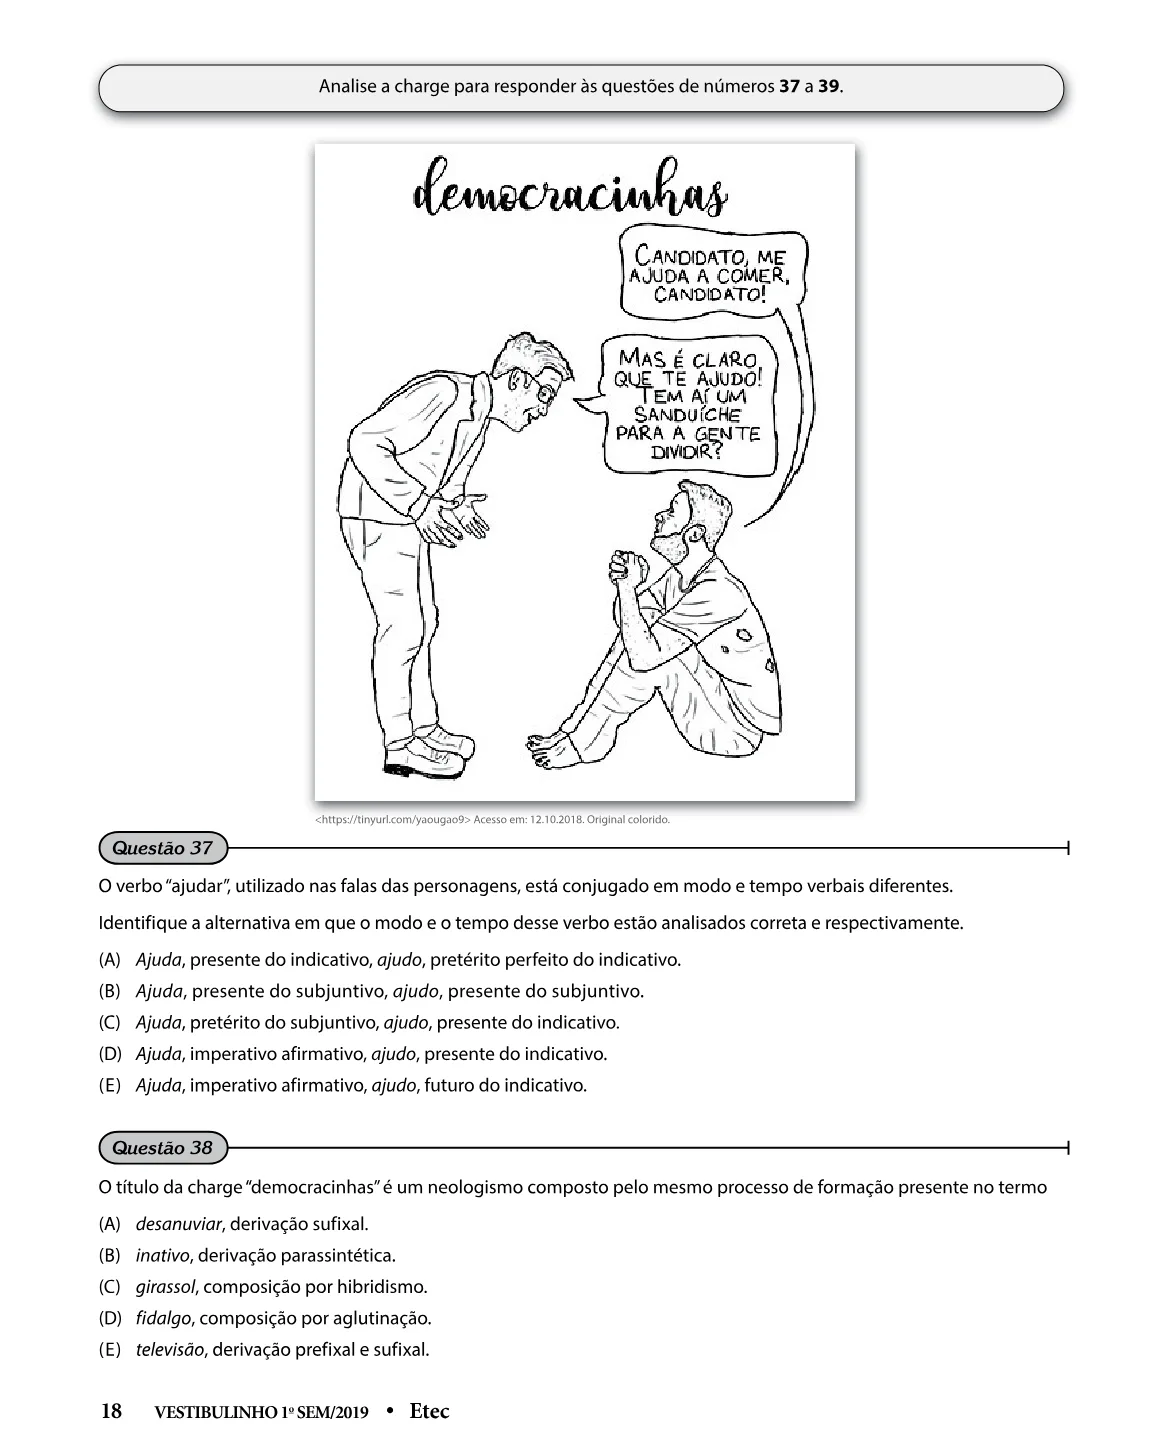 Analise a charge para responder às questões de números 37 a 39.
democracinhas
CANDIDATO, ME
AJUDA A COMER,
CANDIDATO!
MAS É CLARO
QUE TE AJUDO!
TEM AÍ UM
SANDUÍCHE
PARA A GENTE
DIVIDIR?
<https://tinyurl.com/yaougao9> Acesso em: 12.10.2018. Original colorido.
Questão 37
O verbo “ajudar”, utilizado nas falas das personagens, está conjugado em modo e tempo verbais diferentes.
Identifique a alternativa em que o modo e o tempo desse verbo estão analisados correta e respectivamente.
(A) Ajuda, presente do indicativo, ajudo, pretérito perfeito do indicativo.
(B) Ajuda, presente do subjuntivo, ajudo, presente do subjuntivo.
(C) Ajuda, pretérito do subjuntivo, ajudo, presente do indicativo.
(D) Ajuda, imperativo afirmativo, ajudo, presente do indicativo.
(E) Ajuda, imperativo afirmativo, ajudo, futuro do indicativo.
Questão 38
O título da charge “democracinhas” é um neologismo composto pelo mesmo processo de formação presente no termo
(A) desanuviar, derivação sufixal.
(B) inativo, derivação parassintética.
(C) girassol, composição por hibridismo.
(D) fidalgo, composição por aglutinação.
(E) televisão, derivação prefixal e sufixal.
18 VESTIBULINHO 1º SEM/2019 • Etec